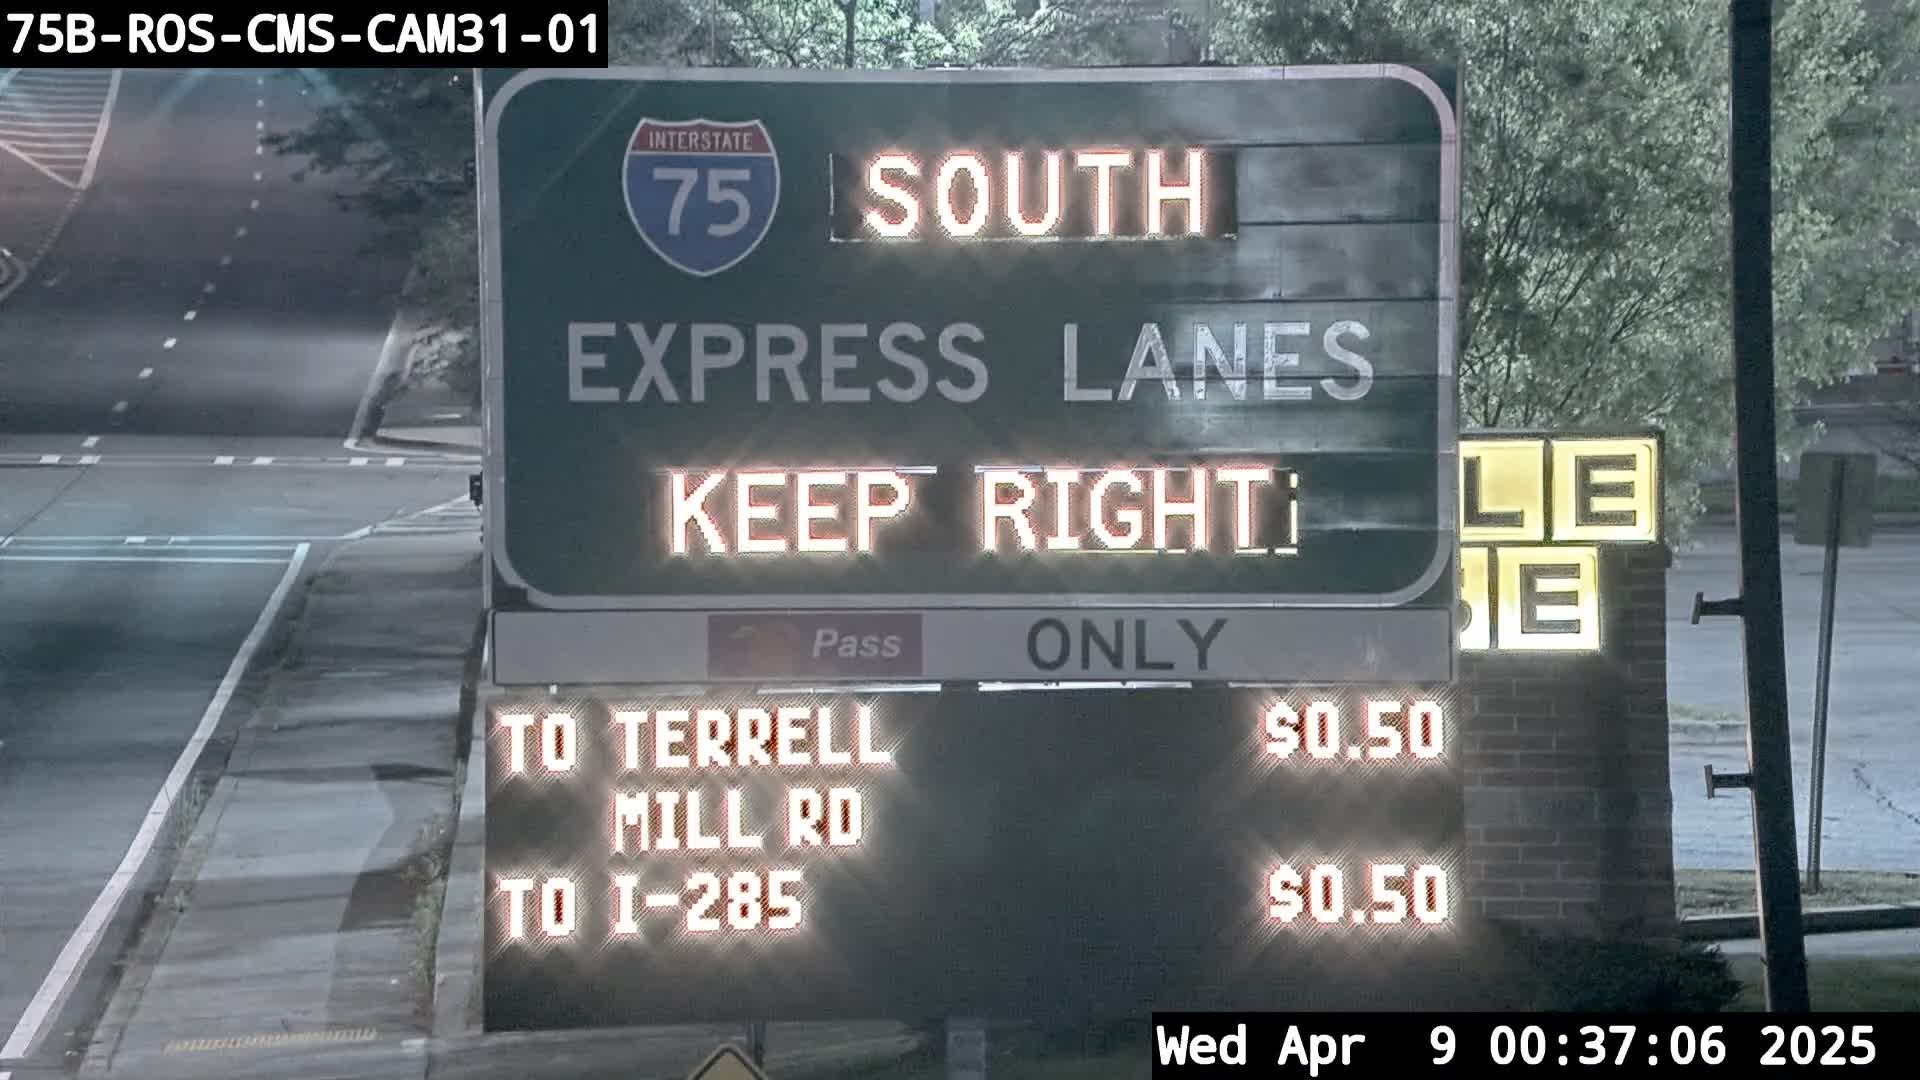 75B-ROS-CMS-CAM31-01
INTERSTATE
75
SOUTH
EXPRESS LANES
KEEP RIGHT
Pass ONLY
LE
E
TO TERRELL $0.50
MILL RD
TO I-285 $0.50
Wed Apr 9 00:37:06 2025